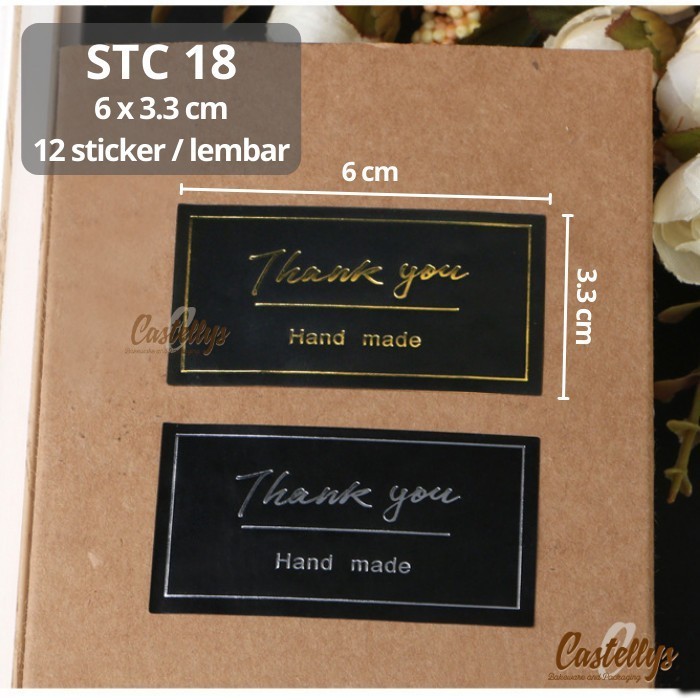 STC 18
6 x 3.3 cm
12 sticker / lembar
6 cm
3.3 cm
Thank you
Hand made
Castellys
Thank you
Hand made
Castellys
Bakeware and Packaging